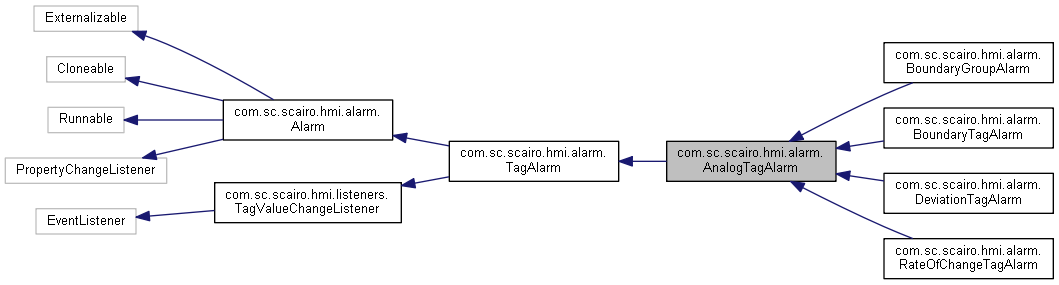 Externalizable
Cloneable
Runnable
PropertyChangeListener
EventListener
com.sc.scairo.hmi.alarm.
Alarm
com.sc.scairo.hmi.listeners.
TagValueChangeListener
com.sc.scairo.hmi.alarm.
TagAlarm
com.sc.scairo.hmi.alarm.
AnalogTagAlarm
com.sc.scairo.hmi.alarm.
BoundaryGroupAlarm
com.sc.scairo.hmi.alarm.
BoundaryTagAlarm
com.sc.scairo.hmi.alarm.
DeviationTagAlarm
com.sc.scairo.hmi.alarm.
RateOfChangeTagAlarm